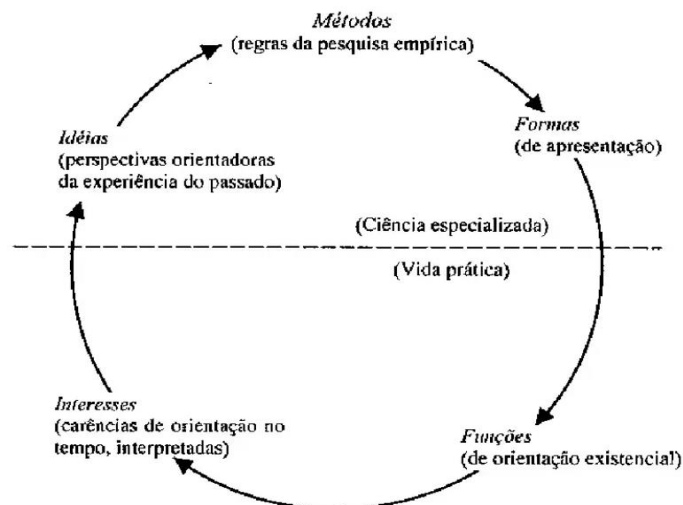 Métodos
(regras da pesquisa empírica)
Idéias
(perspectivas orientadoras
da experiência do passado)
Formas
(de apresentação)
(Ciência especializada)
(Vida prática)
Interesses
(carências de orientação no
tempo, interpretadas)
Funções
(de orientação existencial)